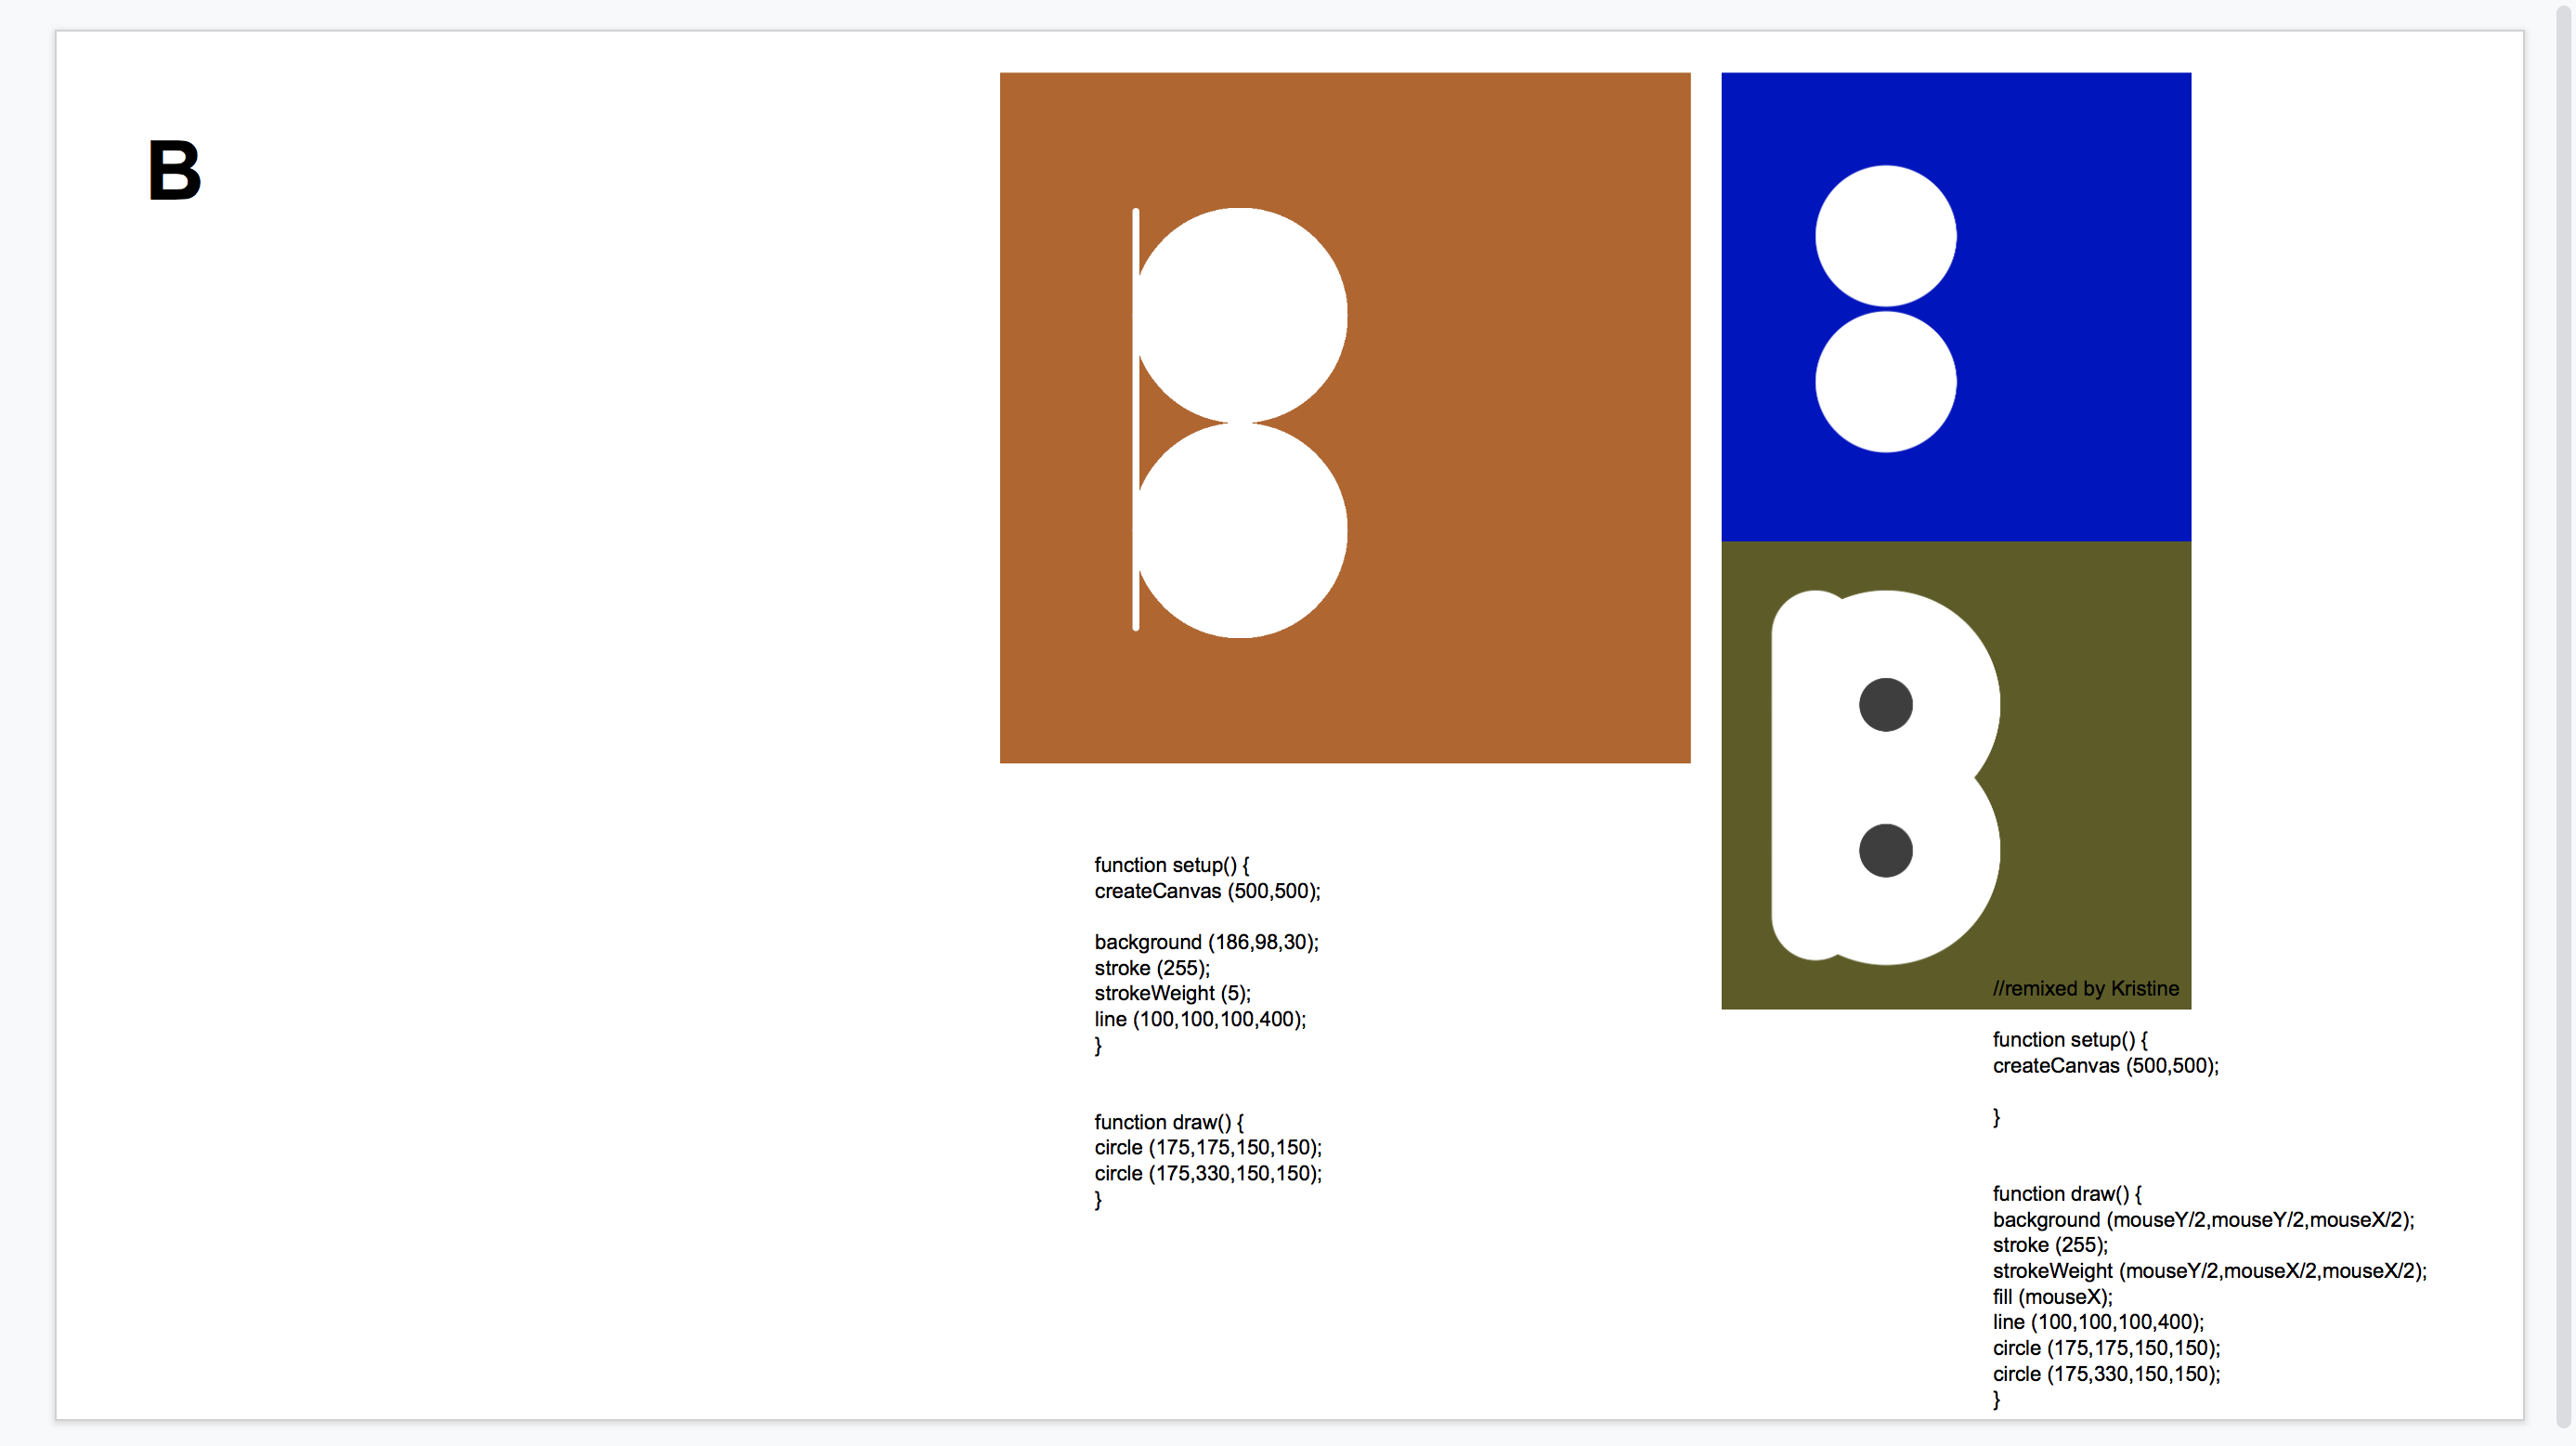 B
function setup() {
createCanvas (500,500);
background (186,98,30);
stroke (255);
strokeWeight (5);
line (100,100,100,400);
}
function draw() {
circle (175,175,150,150);
circle (175,330,150,150);
}
//remixed by Kristine
function setup() {
createCanvas (500,500);
}
function draw() {
background (mouseY/2,mouseY/2,mouseX/2);
stroke (255);
strokeWeight (mouseY/2,mouseX/2,mouseX/2);
fill (mouseX);
line (100,100,100,400);
circle (175,175,150,150);
circle (175,330,150,150);
}